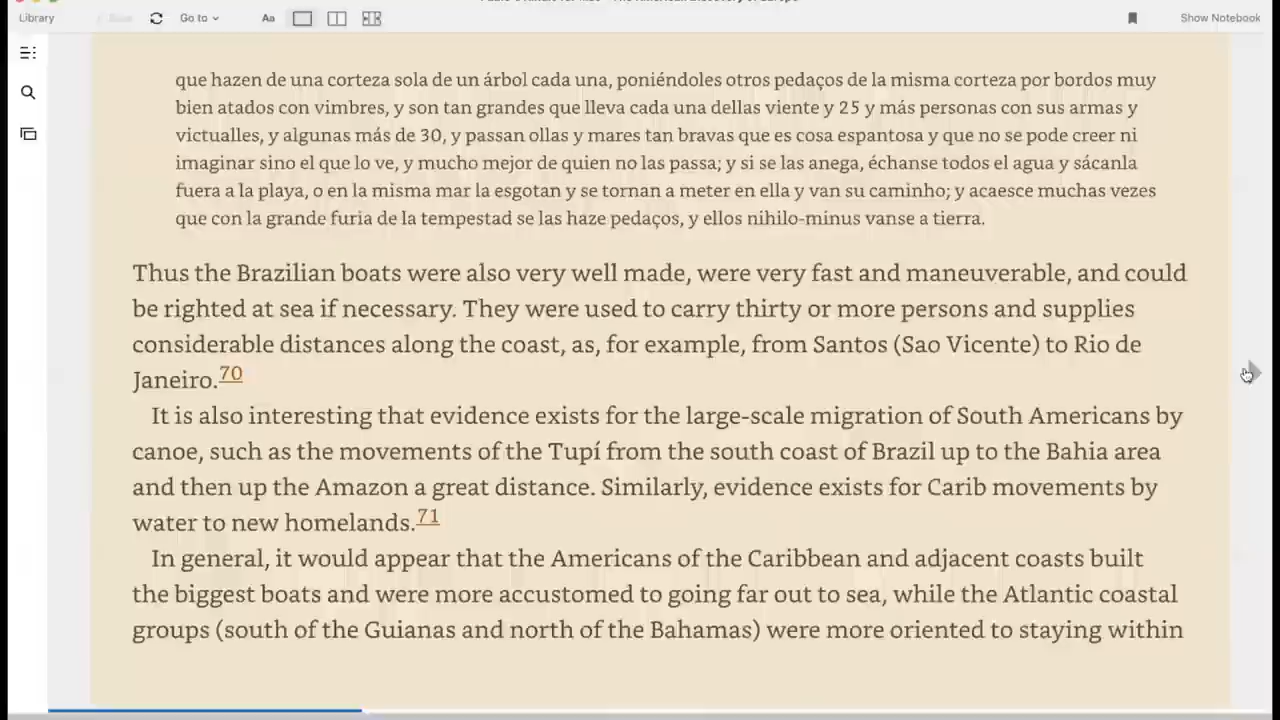 Library
Go to
Aa
Show Notebook
que hazen de una corteza sola de un árbol cada una, poniéndoles otros pedaços de la misma corteza por bordos muy
bien atados con vimbres, y son tan grandes que lleva cada una dellas viente y 25 y más personas con sus armas y
victualles, y algunas más de 30, y passan ollas y mares tan bravas que es cosa espantosa y que no se pode creer ni
imaginar sino el que lo ve, y mucho mejor de quien no las passa; y si se las anega, échanse todos el agua y sácanla
fuera a la playa, o en la misma mar la esgotan y se tornan a meter en ella y van su caminho; y acaesce muchas vezes
que con la grande furia de la tempestad se las haze pedaços, y ellos nihilo-minus vanse a tierra.
Thus the Brazilian boats were also very well made, were very fast and maneuverable, and could
be righted at sea if necessary. They were used to carry thirty or more persons and supplies
considerable distances along the coast, as, for example, from Santos (Sao Vicente) to Rio de
Janeiro.70
It is also interesting that evidence exists for the large-scale migration of South Americans by
canoe, such as the movements of the Tupí from the south coast of Brazil up to the Bahia area
and then up the Amazon a great distance. Similarly, evidence exists for Carib movements by
water to new homelands.71
In general, it would appear that the Americans of the Caribbean and adjacent coasts built
the biggest boats and were more accustomed to going far out to sea, while the Atlantic coastal
groups (south of the Guianas and north of the Bahamas) were more oriented to staying within